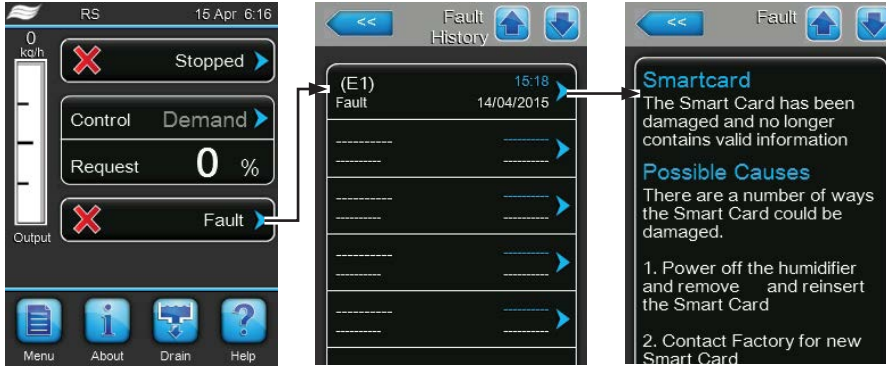 RS 15 Apr 6:16
0
kg/h
Stopped
Control Demand
Request 0 %
Fault
Output
Menu About Drain Help
<<
Fault
History
(E1) 15:18
Fault 14/04/2015
---------- --------
---------- ---------
---------- --------
---------- ---------
---------- --------
---------- ---------
---------- --------
---------- ---------
<<
Fault
Smartcard
The Smart Card has been
damaged and no longer
contains valid information
Possible Causes
There are a number of ways
the Smart Card could be
damaged.
1. Power off the humidifier
and remove and reinsert
the Smart Card
2. Contact Factory for new
Smart Card